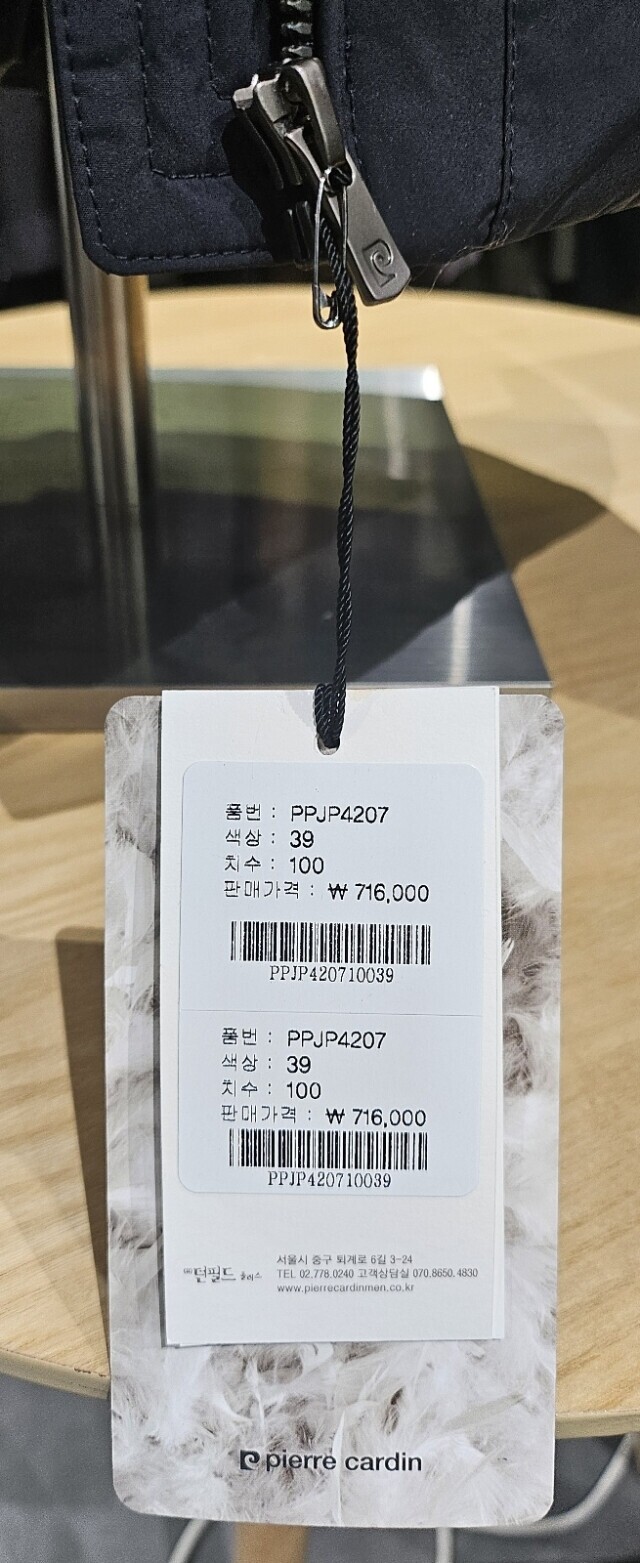 품번 : PPJP4207
색상 : 39
치수 : 100
판매가격 : ₩ 716,000
PPJP420710039
품번 : PPJP4207
색상 : 39
치수 : 100
판매가격 : ₩ 716,000
PPJP420710039
던필드
서울시 중구 퇴계로 6길 3-24
TEL 02.778.0240 고객상담실 070.8650.4830
www.pierrecardinmen.co.kr
pierre cardin